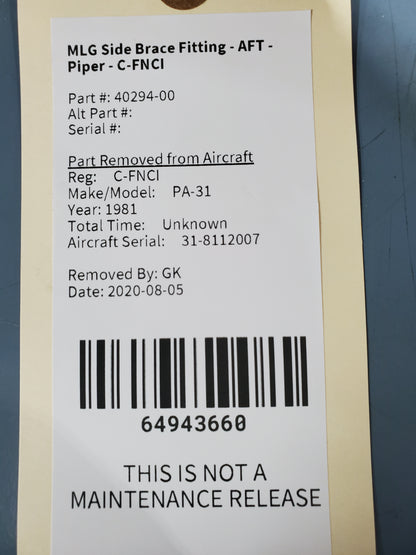 MLG Side Brace Fitting - AFT -
Piper - C-FNCI
Part #: 40294-00
Alt Part #:
Serial #:
Part Removed from Aircraft
Reg: C-FNCI
Make/Model: PA-31
Year: 1981
Total Time: Unknown
Aircraft Serial: 31-8112007
Removed By: GK
Date: 2020-08-05
64943660
THIS IS NOT A
MAINTENANCE RELEASE